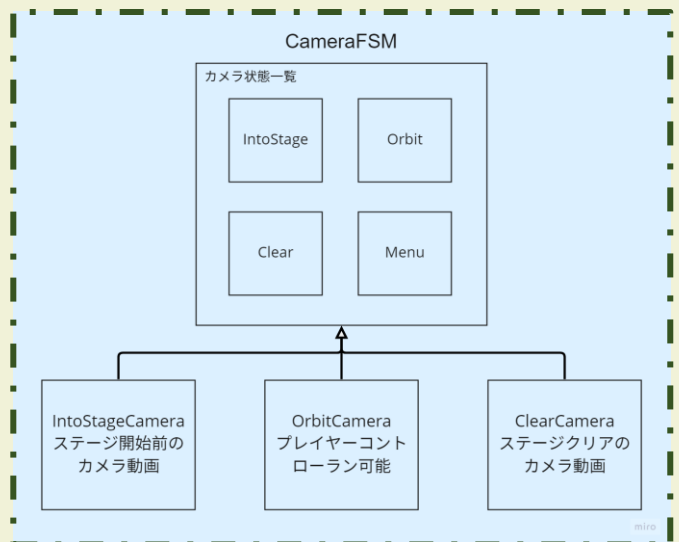 CameraFSM
カメラ状態一覧
IntoStage
Orbit
Clear
Menu
IntoStageCamera
ステージ開始前の
カメラ動画
OrbitCamera
プレイヤーコント
ローラン可能
ClearCamera
ステージクリアの
カメラ動画
miro